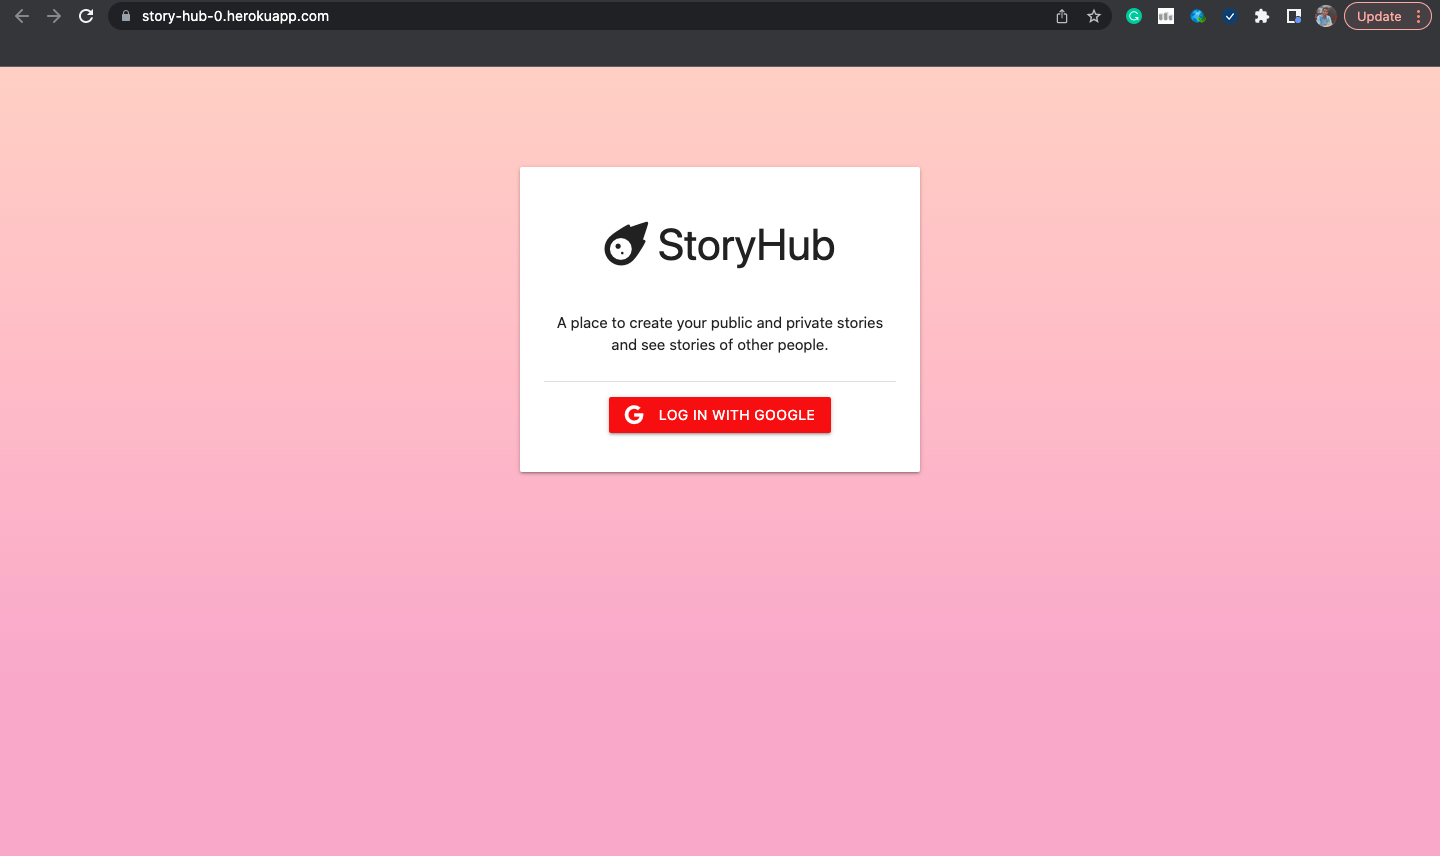 story-hub-0.herokuapp.com
Update
StoryHub
A place to create your public and private stories
and see stories of other people.
LOG IN WITH GOOGLE